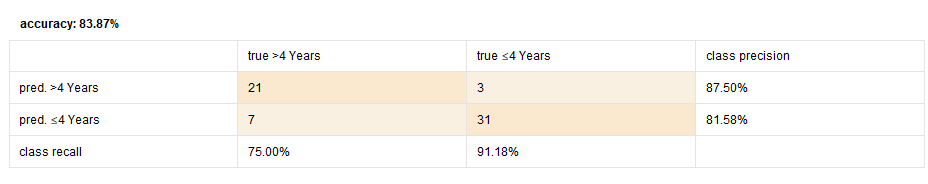 accuracy: 83.87%
true >4 Years true ≤4 Years class precision
pred. >4 Years 21 3 87.50%
pred. ≤4 Years 7 31 81.58%
class recall 75.00% 91.18%